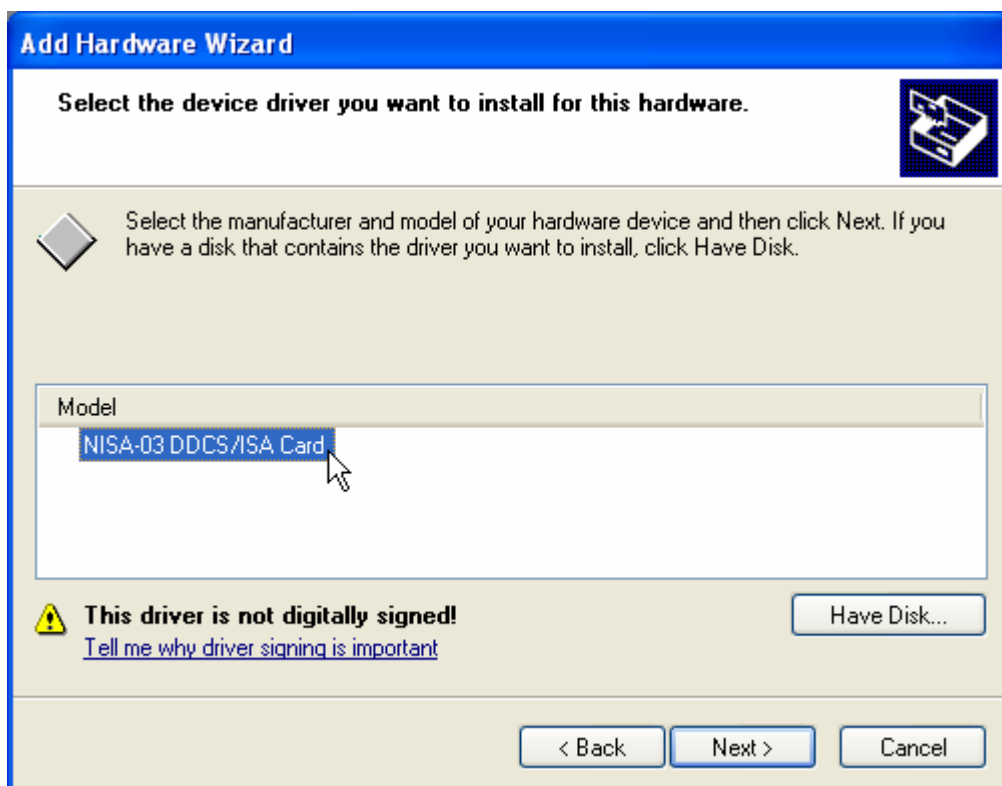 Add Hardware Wizard
Select the device driver you want to install for this hardware.
Select the manufacturer and model of your hardware device and then click Next. If you
have a disk that contains the driver you want to install, click Have Disk.
Model
NISA-03 DDCS/ISA Card
This driver is not digitally signed!
Have Disk...
Tell me why driver signing is important
< Back
Next >
Cancel